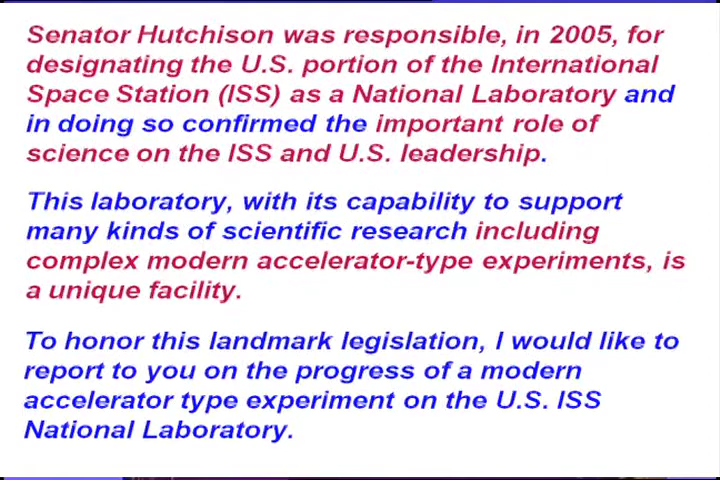 Senator Hutchison was responsible, in 2005, for
designating the U.S. portion of the International
Space Station (ISS) as a National Laboratory and
in doing so confirmed the important role of
science on the ISS and U.S. leadership.
This laboratory, with its capability to support
many kinds of scientific research including
complex modern accelerator-type experiments, is
a unique facility.
To honor this landmark legislation, I would like to
report to you on the progress of a modern
accelerator type experiment on the U.S. ISS
National Laboratory.